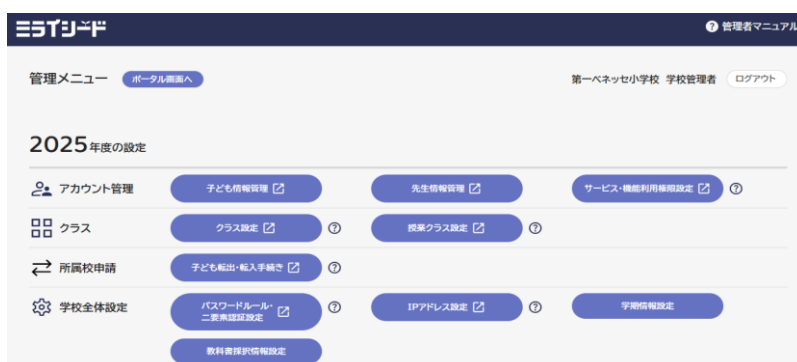 ミライシード
? 管理者マニュアル
管理メニュー ポータル画面へ 第一ベネッセ小学校 学校管理者 ログアウト
2025年度の設定
アカウント管理 子ども情報管理 先生情報管理 サービス・機能利用権限設定 ?
クラス クラス設定 ? 授業クラス設定 ?
所属校申請 子ども転出・転入手続き ?
学校全体設定 パスワードルール・
二要素認証設定 ? IPアドレス設定 ? 学期情報設定
教科書採択情報設定